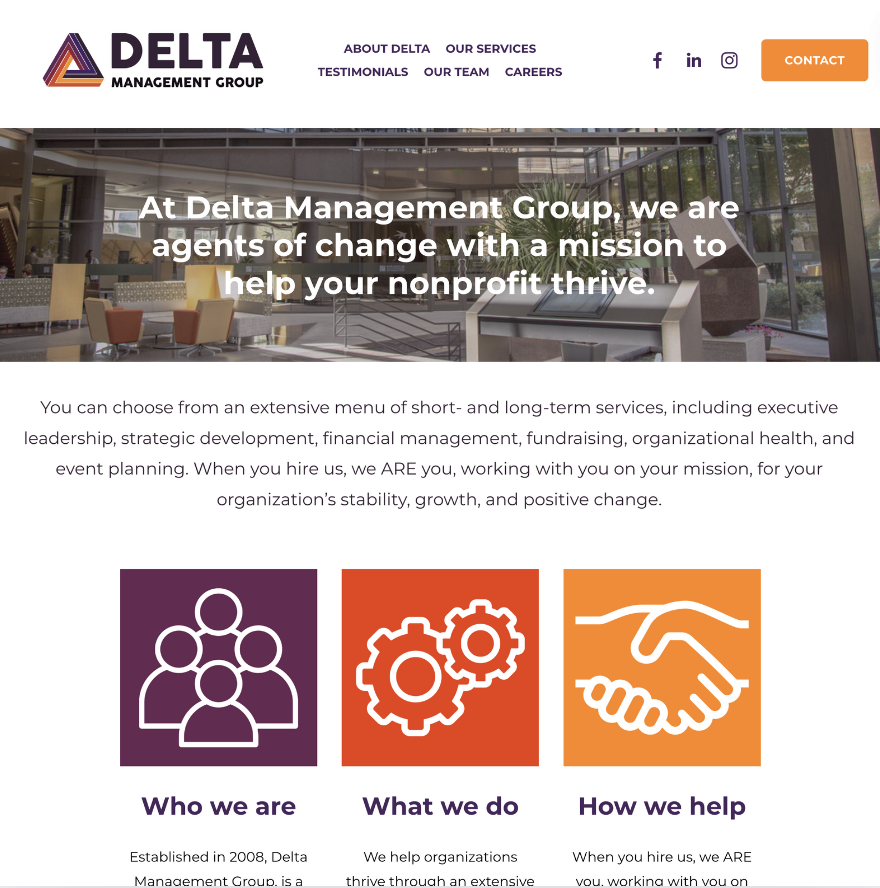 DELTA
MANAGEMENT GROUP
ABOUT DELTA OUR SERVICES
TESTIMONIALS OUR TEAM CAREERS
CONTACT
At Delta Management Group, we are
agents of change with a mission to
help your nonprofit thrive.
You can choose from an extensive menu of short- and long-term services, including executive
leadership, strategic development, financial management, fundraising, organizational health, and
event planning. When you hire us, we ARE you, working with you on your mission, for your
organization’s stability, growth, and positive change.
Who we are
Established in 2008, Delta
Management Group, is a
What we do
We help organizations
thrive through an extensive
How we help
When you hire us, we ARE
you, working with you on